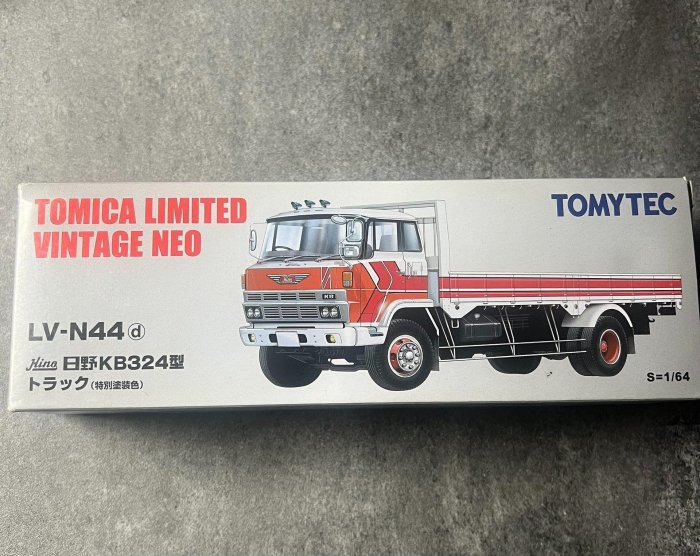 TOMICA LIMITED
VINTAGE NEO
TOMYTEC
LV-N44ⓓ
Hino 日野KB324型
トラック(特別塗装色)
KB
S=1/64